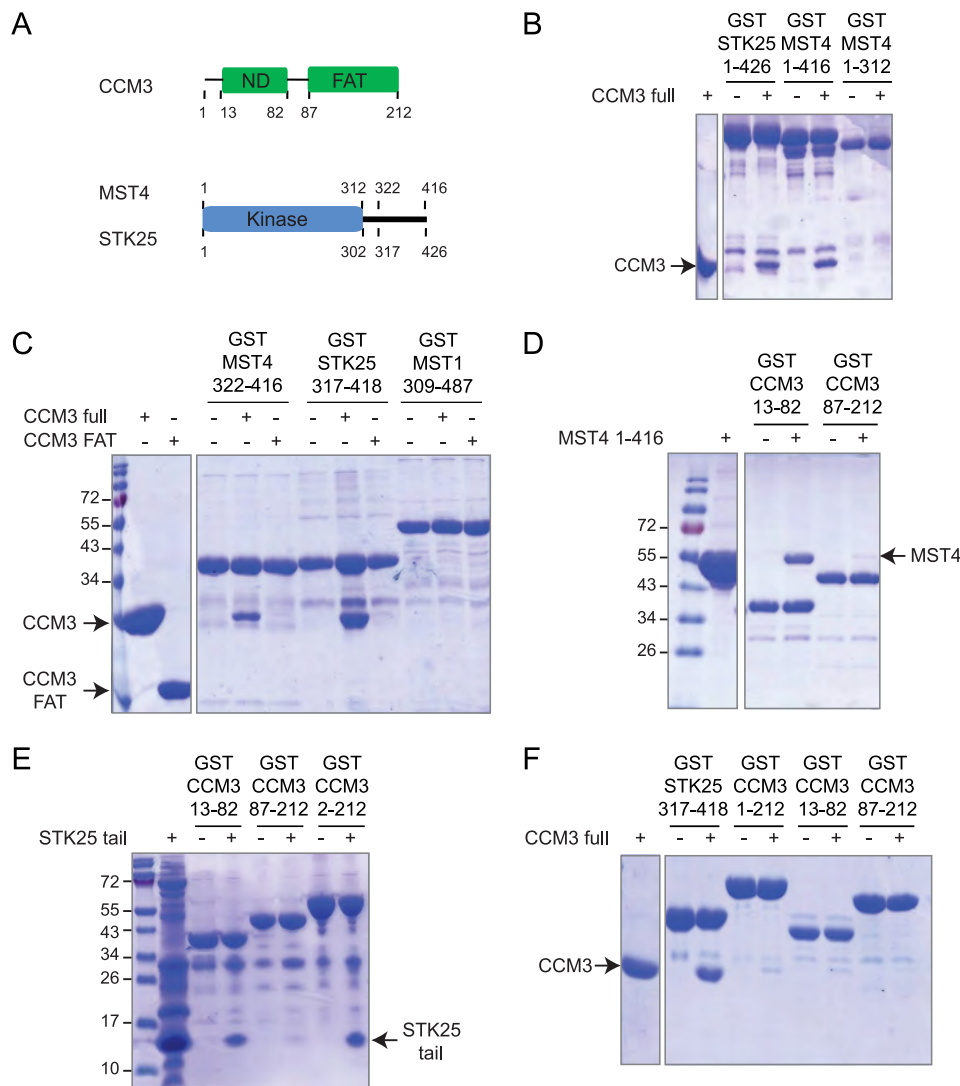 A
CCM3
ND
FAT
1 13 82 87 212
MST4
1 312 322 416
Kinase
STK25
1 302 317 426
B
GST GST GST
STK25 MST4 MST4
1–426 1–416 1–312
CCM3 full + - + - + - +
CCM3
C
GST GST GST
MST4 STK25 MST1
322–416 317–418 309–487
CCM3 full + - - + - - + - - + -
CCM3 FAT - + - - + - - + - - +
72
55
43
34
CCM3
CCM3
FAT
D
GST GST
CCM3 CCM3
13–82 87–212
MST4 1–416 + - + - +
72
55
43
34
26
MST4
E
GST GST GST
CCM3 CCM3 CCM3
13–82 87–212 2–212
STK25 tail + - + - + - +
72
55
43
34
26
17
10
STK25
tail
F
GST GST GST GST
STK25 CCM3 CCM3 CCM3
317–418 1–212 13–82 87–212
CCM3 full + - + - + - + - +
CCM3